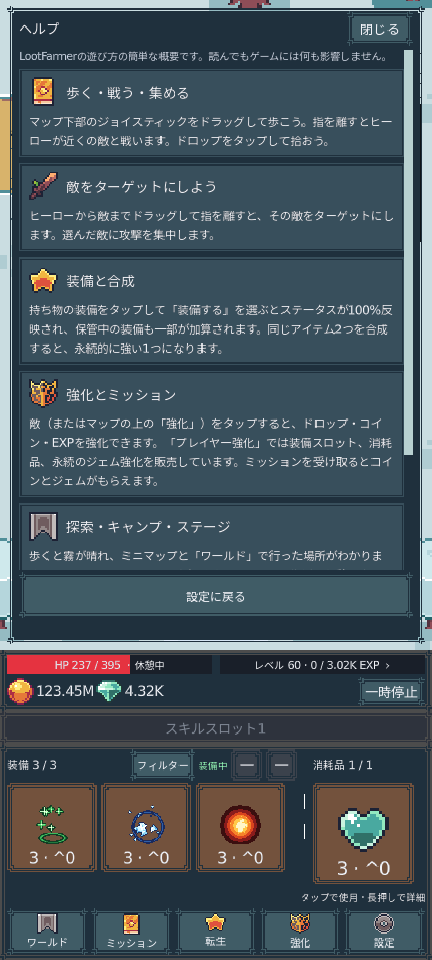 ヘルプ
閉じる
LootFarmerの遊び方の簡単な概要です。読んでもゲームには何も影響しません。
歩く・戦う・集める
マップ下部のジョイスティックをドラッグして歩こう。指を離すとヒー
ローが近くの敵と戦います。ドロップをタップして拾おう。
敵をターゲットにしよう
ヒーローから敵までドラッグして指を離すと、その敵をターゲットにし
ます。選んだ敵に攻撃を集中します。
装備と合成
持ち物の装備をタップして「装備する』を選ぶとステータスが100%反
映され、保管中の装備も一部が加算されます。同じアイテム2つを合成
すると、永続的に強い1つになります。
強化とミッション
敵（またはマップの上の「強化」）をタップすると、ドロップ・コイ
ン・EXPを強化できます。「プレイヤー強化」では装備スロット、消耗
品、永続のジェム強化を販売しています。ミッションを受け取るとコイ
ンとジェムがもらえます。
探索・キャンプ・ステージ
歩くと霧が晴れ、ミニマップと「ワールド」で行った場所がわかりま
設定に戻る
HP 237 / 395 · 休憩中
レベル 60 · 0 / 3.02K EXP ›
123.45M
4.32K
一時停止
スキルスロット1
装備 3 / 3
フィルター
装備中
—
—
消耗品 1 / 1
3 · ^0
3 · ^0
3 · ^0
3 · ^0
タップで使用・長押しで詳細
ワールド
ミッション
転生
強化
設定